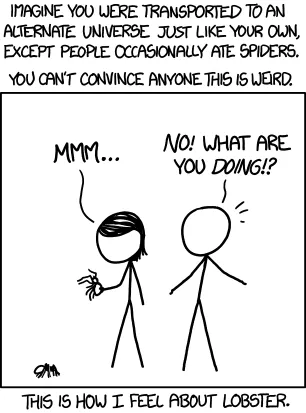 IMAGINE YOU WERE TRANSPORTED TO AN
ALTERNATE UNIVERSE JUST LIKE YOUR OWN,
EXCEPT PEOPLE OCCASIONALLY ATE SPIDERS.
YOU CAN'T CONVINCE ANYONE THIS IS WEIRD.
MMM...
NO! WHAT ARE
YOU DOING!?
THIS IS HOW I FEEL ABOUT LOBSTER.